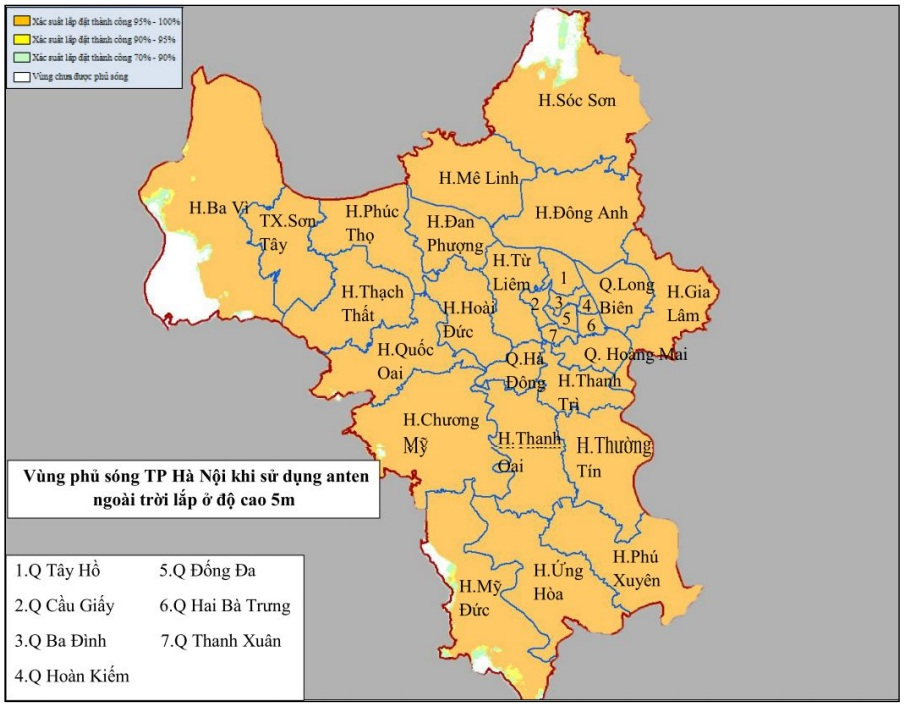 Xác suất lắp đặt thành công 95% - 100%
Xác suất lắp đặt thành công 90% - 95%
Xác suất lắp đặt thành công 70% - 90%
Vùng chưa được phủ sóng
H.Sóc Sơn
H.Mê Linh
H.Ba Vì
TX.Sơn
Tây
H.Phúc
Thọ
H.Đan
Phượng
H.Đông Anh
H.Từ
Liêm
1
2
3
4
5
6
7
Q.Long
Biên
H.Gia
Lâm
H.Thạch
Thất
H.Hoài
Đức
H.Quốc
Oai
Q.Hà
Đông
Q. Hoàng Mai
H.Thanh
Trì
H.Chương
Mỹ
H.Thanh
Oai
H.Thường
Tín
Vùng phủ sóng TP Hà Nội khi sử dụng anten
ngoài trời lắp ở độ cao 5m
H.Mỹ
Đức
H.Ứng
Hòa
H.Phú
Xuyên
1.Q Tây Hồ
2.Q Cầu Giấy
3.Q Ba Đình
4.Q Hoàn Kiếm
5.Q Đống Đa
6.Q Hai Bà Trưng
7.Q Thanh Xuân